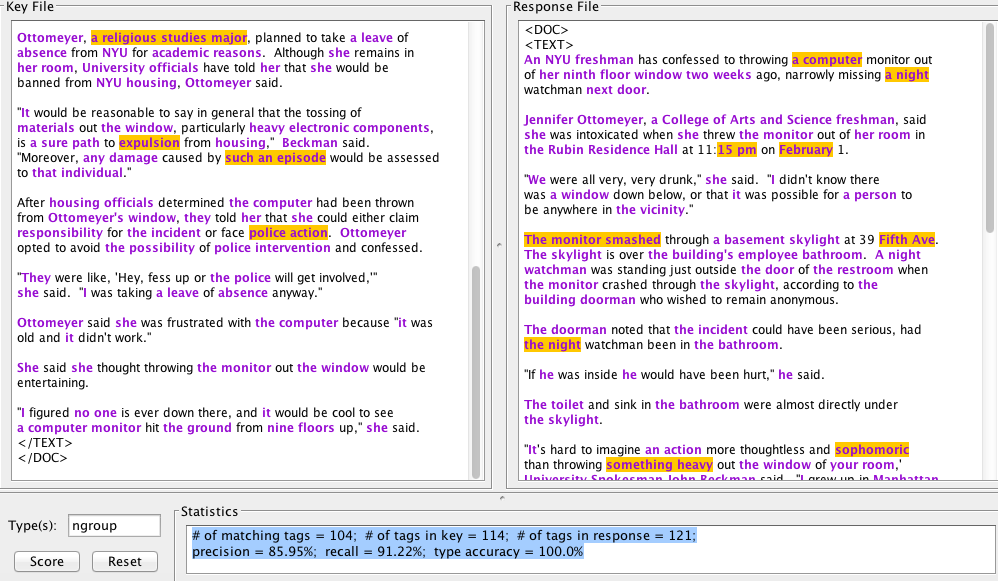 Key File
Ottomeyer, a religious studies major, planned to take a leave of
absence from NYU for academic reasons.  Although she remains in
her room, University officials have told her that she would be
banned from NYU housing, Ottomeyer said.
"It would be reasonable to say in general that the tossing of
materials out the window, particularly heavy electronic components,
is a sure path to expulsion from housing,"  Beckman said.
"Moreover, any damage caused by such an episode would be assessed
to that individual."
After housing officials determined the computer had been thrown
from Ottomeyer's window, they told her that she could either claim
responsibility for the incident or face police action.  Ottomeyer
opted to avoid the possibility of police intervention and confessed.
"They were like, 'Hey, fess up or the police will get involved,'"
she said.  "I was taking a leave of absence anyway."
Ottomeyer said she was frustrated with the computer because "it was
old and it didn't work."
She said she thought throwing the monitor out the window would be
entertaining.
"I figured no one is ever down there, and it would be cool to see
a computer monitor hit the ground from nine floors up," she said.
</TEXT>
</DOC>
Response File
<DOC>
<TEXT>
An NYU freshman has confessed to throwing a computer monitor out
of her ninth floor window two weeks ago, narrowly missing a night
watchman next door.
Jennifer Ottomeyer, a College of Arts and Science freshman, said
she was intoxicated when she threw the monitor out of her room in
the Rubin Residence Hall at 11:15 pm on February 1.
"We were all very, very drunk," she said.  "I didn't know there
was a window down below, or that it was possible for a person to
be anywhere in the vicinity."
The monitor smashed through a basement skylight at 39 Fifth Ave.
The skylight is over the building's employee bathroom.  A night
watchman was standing just outside the door of the restroom when
the monitor crashed through the skylight, according to the
building doorman who wished to remain anonymous.
The doorman noted that the incident could have been serious, had
the night watchman been in the bathroom.
"If he was inside he would have been hurt," he said.
The toilet and sink in the bathroom were almost directly under
the skylight.
"It's hard to imagine an action more thoughtless and sophomoric
than throwing something heavy out the window of your room,'
University Spokesman John Beckman said.  "I grew up in Manhattan
Type(s): ngroup
Score
Reset
Statistics
# of matching tags = 104;  # of tags in key = 114;  # of tags in response = 121;
precision = 85.95%;  recall = 91.22%;  type accuracy = 100.0%